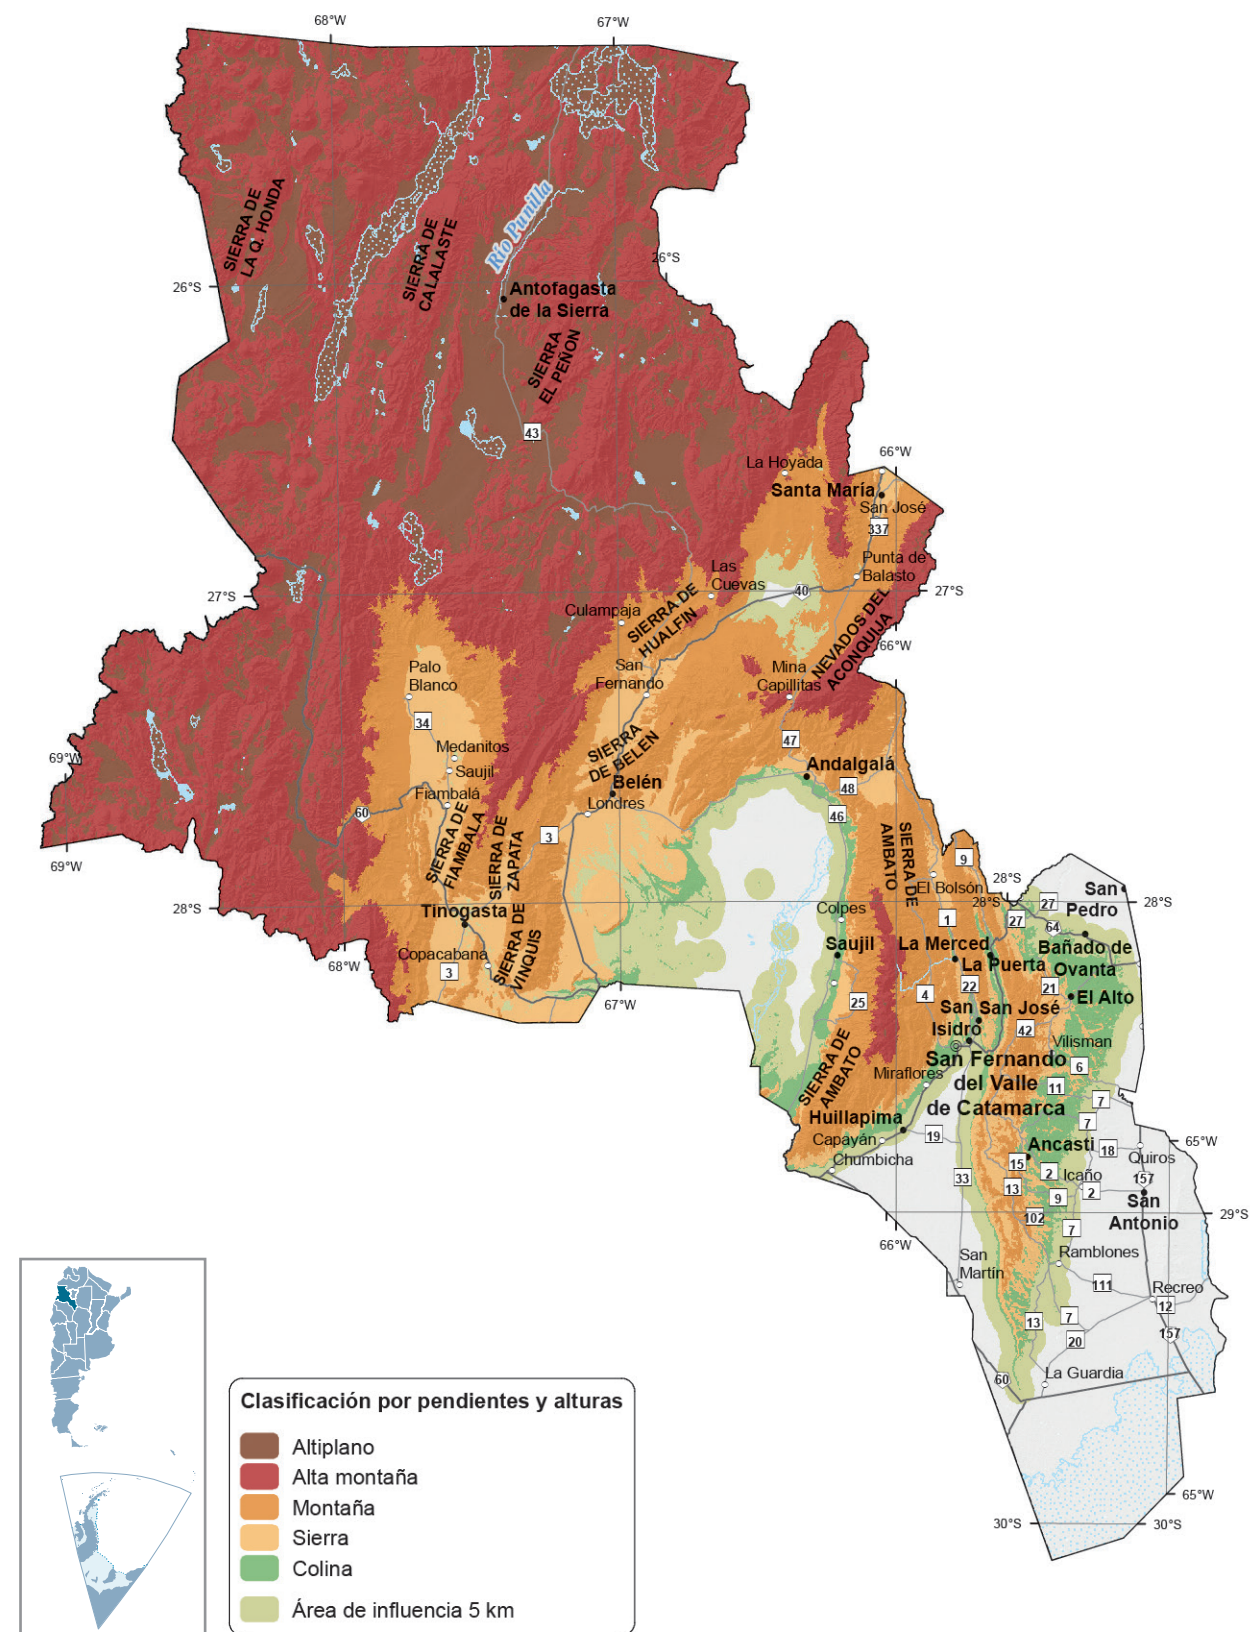 68°W
67°W
SIERRA DE
LA Q. HONDA
SIERRA DE
CALALASTE
Río Punilla
26°S
26°S
Antofagasta
de la Sierra
SIERRA
EL PEÑON
43
66°W
La Hoyada
Santa María
San José
337
Punta de
Balasto
Las
Cuevas
40
27°S
27°S
Culampaja
SIERRA DE
HUALFIN
NEVADOS DEL
ACONQUIJA
66°W
San
Fernando
Mina
Capillitas
Palo
Blanco
34
47
Medanitos
Saujil
SIERRA
DE BELEN
Andalgalá
69°W
Belén
48
Fiambalá
Londres
60
46
3
SIERRA DE
FIAMBALA
SIERRA DE
ZAPATA
SIERRA DE
AMBATO
9
69°W
28°S
El Bolsón
28°S
San
Pedro
28°S
27
27
28°S
Tinogasta
Colpes
1
64
Copacabana
SIERRA DE
VINQUIS
Saujil
La Merced
La Puerta
Bañado de
Ovanta
68°W
3
67°W
22
21
4
25
El Alto
San
Isidro
San José
42
Vilisman
SIERRA DE
AMBATO
San Fernando
del Valle
de Catamarca
6
Miraflores
11
7
Huillapima
7
Capayán
19
Ancasti
65°W
18
Chumbicha
15
2
Quiros
33
Icaño
157
13
2
9
San
Antonio
102
29°S
7
66°W
San
Martín
Ramblones
111
Recreo
12
13
7
157
20
60
La Guardia
65°W
30°S
30°S
Clasificación por pendientes y alturas
Altiplano
Alta montaña
Montaña
Sierra
Colina
Área de influencia 5 km